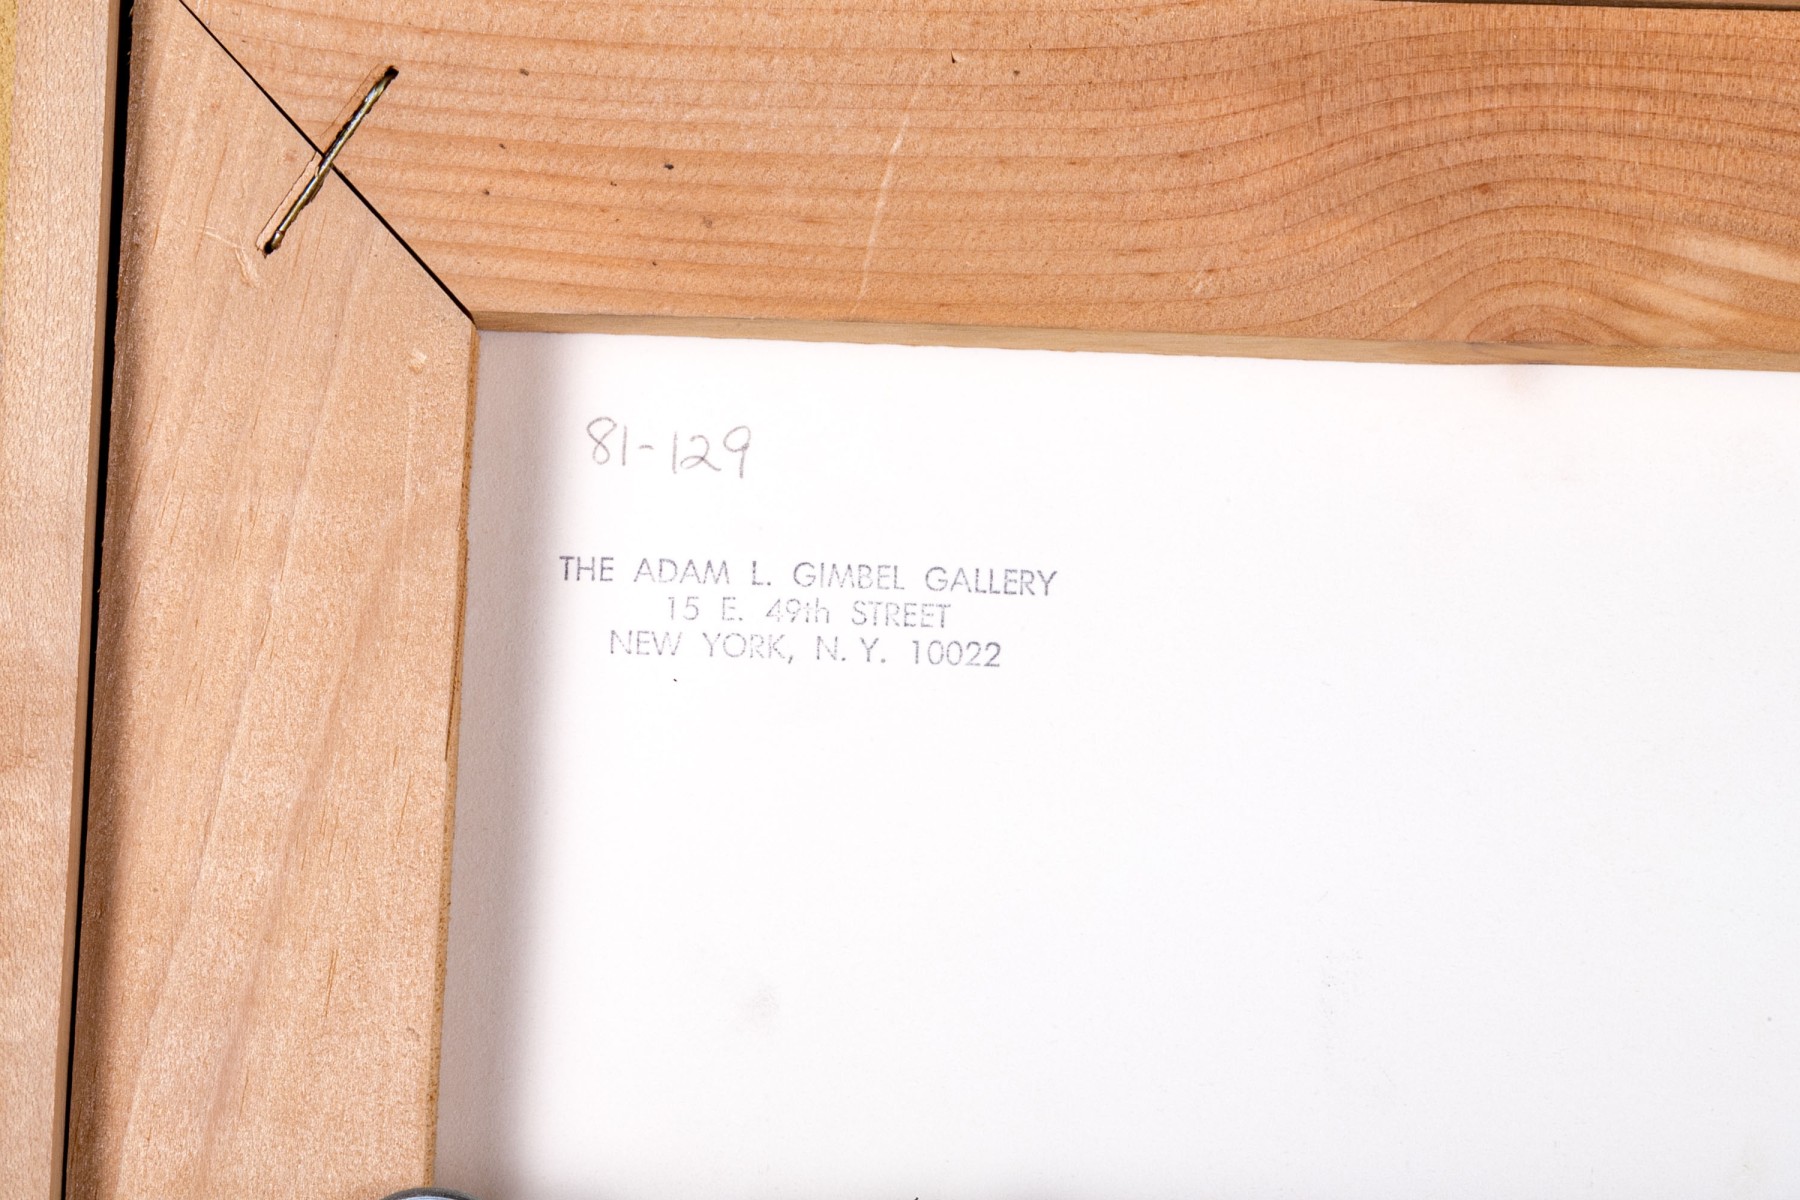 81-129
THE ADAM L. GIMBEL GALLERY
15 E. 49th STREET
NEW YORK, N.Y. 10022